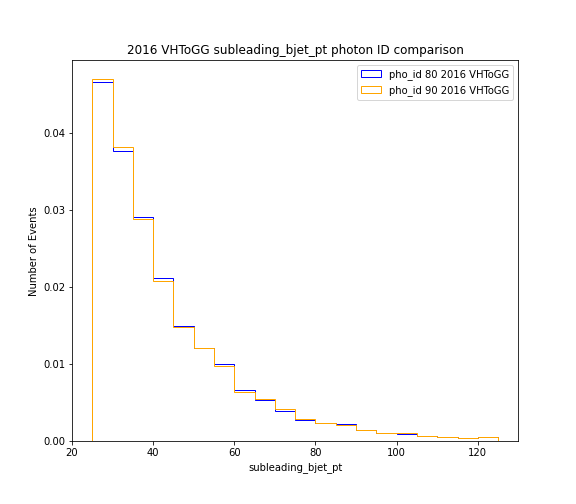 2016 VHToGG subleading_bjet_pt photon ID comparison
pho_id 80 2016 VHToGG
pho_id 90 2016 VHToGG
Number of Events
0.04
0.03
0.02
0.01
0.00
20 40 60 80 100 120
subleading_bjet_pt